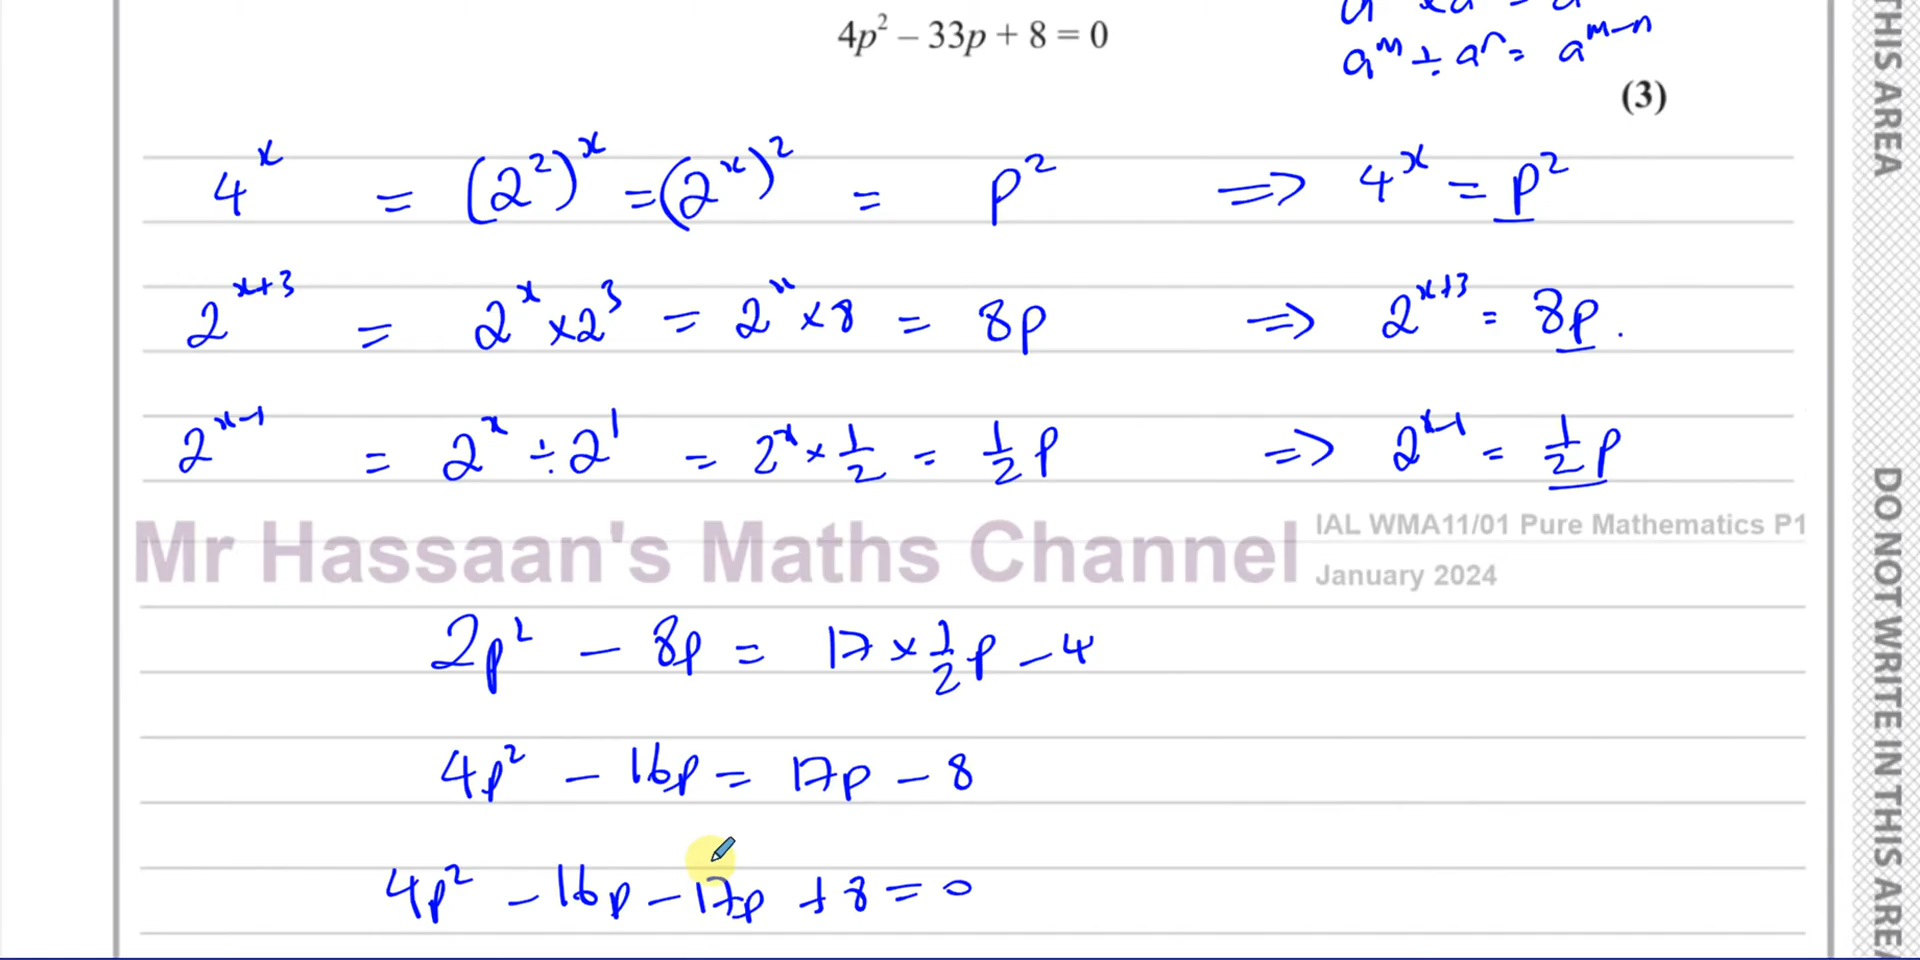 4p² – 33p + 8 = 0
aᵐ ÷ aⁿ = aᵐ⁻ⁿ
(3)
4ˣ = (2²)ˣ = (2ˣ)² = p² => 4ˣ = p²
2ˣ⁺³ = 2ˣ × 2³ = 2ˣ × 8 = 8p => 2ˣ⁺³ = 8p.
2ˣ⁻¹ = 2ˣ ÷ 2¹ = 2ˣ × 1/2 = 1/2 p => 2ˣ⁻¹ = 1/2 p
Mr Hassaan's Maths Channel
IAL WMA11/01 Pure Mathematics P1
January 2024
2p² – 8p = 17 × 1/2 p – 4
4p² – 16p = 17p – 8
4p² – 16p – 17p + 8 = 0
THIS AREA
DO NOT WRITE IN THIS AREA